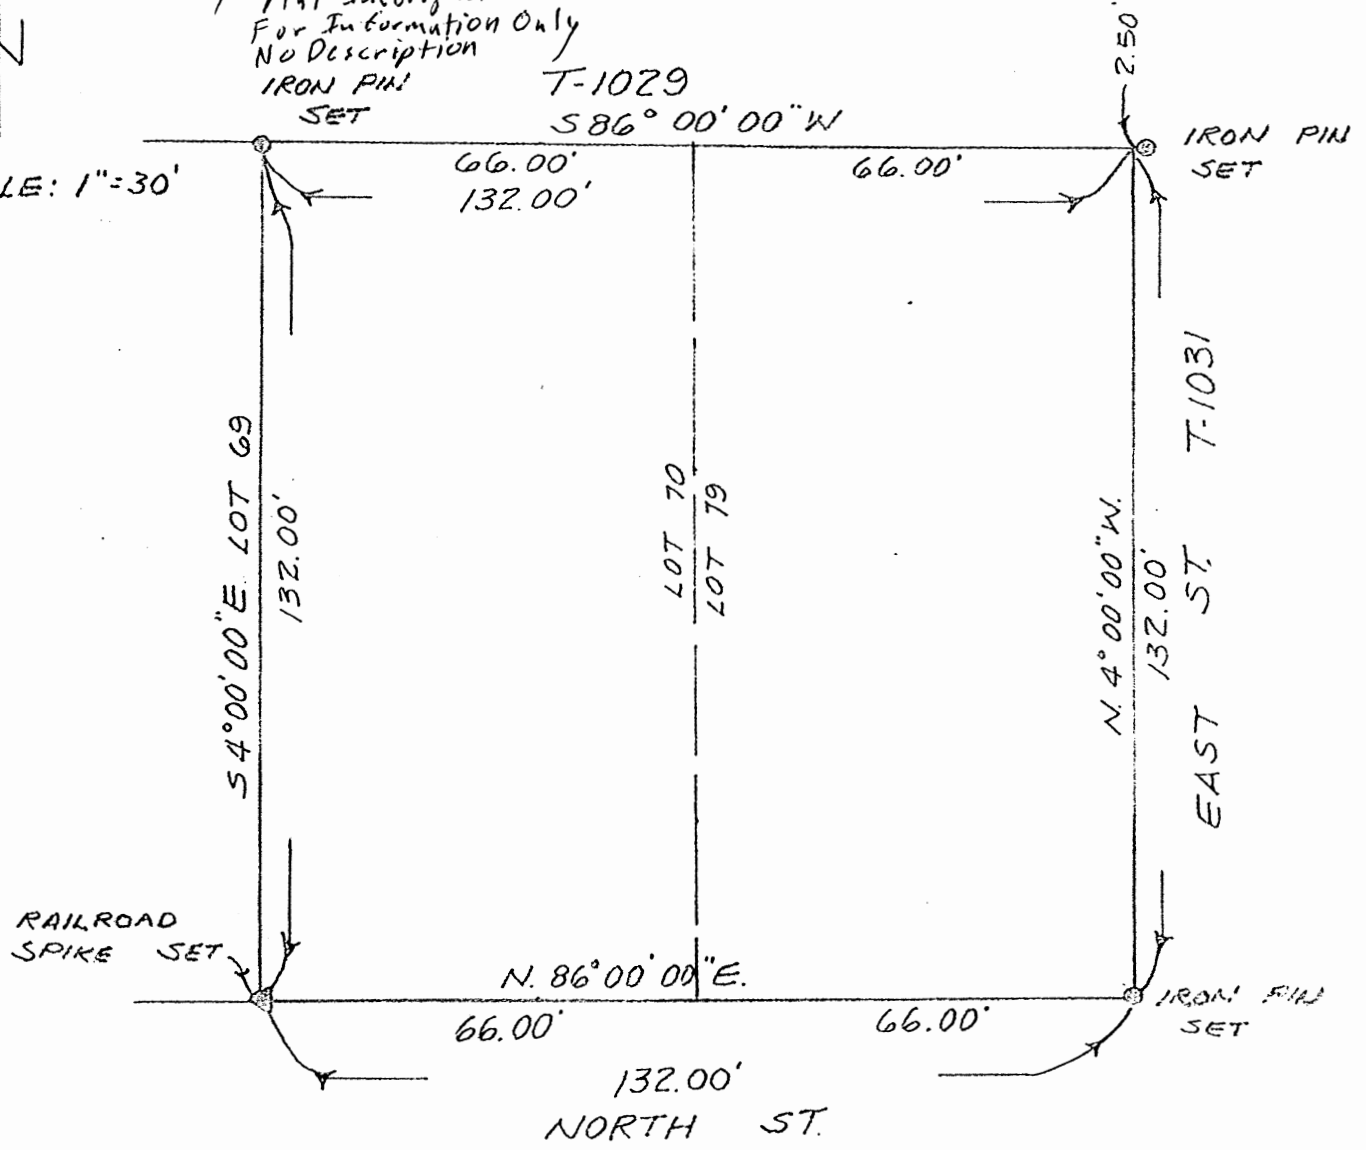 For Information Only
No Description
IRON PIN
SET
T-1029
S 86° 00' 00" W
2.50'
IRON PIN
SET
LE: 1"=30'
66.00'
66.00'
132.00'
S 4° 00' 00" E. LOT 69
132.00'
LOT 70
LOT 79
N. 4° 00' 00" W.
132.00'
EAST ST. T-1031
RAILROAD
SPIKE SET
N. 86° 00' 00" E.
66.00'
66.00'
IRON PIN
SET
132.00'
NORTH ST.